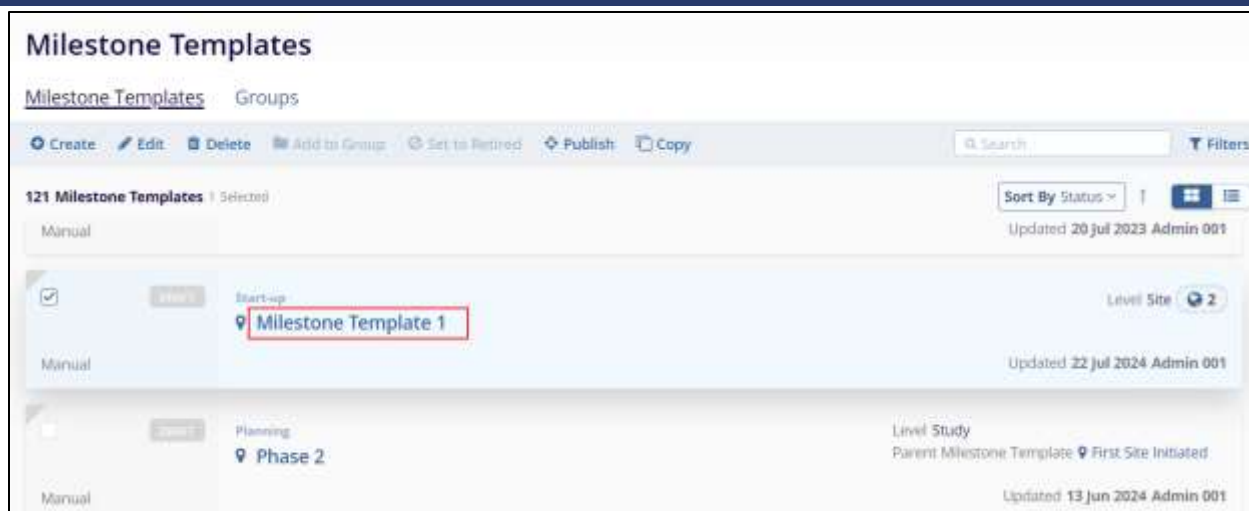 Milestone Templates
Milestone Templates Groups
Create Edit Delete Add to Group Set to Retired Publish Copy Search Filters
121 Milestone Templates 1 Selected Sort By Status
Manual Updated 20 Jul 2023 Admin 001
Start-up Level Site 2
Milestone Template 1
Manual Updated 22 Jul 2024 Admin 001
Planning Level Study
Phase 2 Parent Milestone Template First Site Initiated
Manual Updated 13 Jun 2024 Admin 001